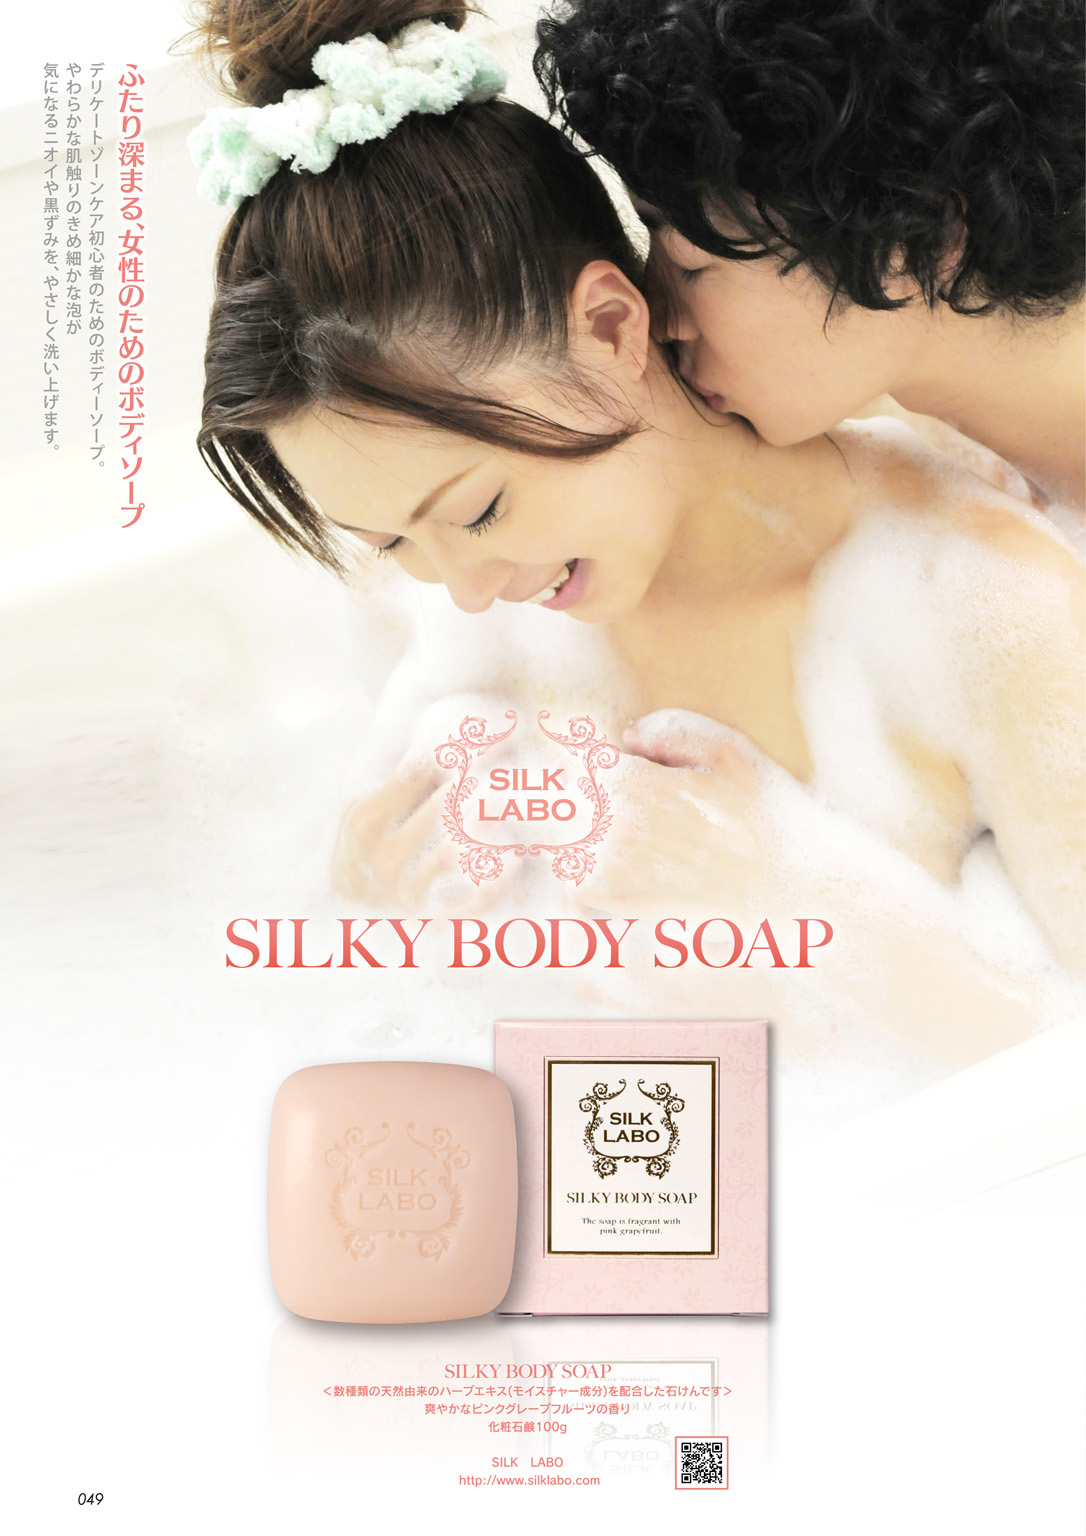 ふたり深まる、女性のためのボディソープ
デリケートゾーンケア初心者のためのボディーソープ。
やわらかな肌触りのきめ細かな泡が
気になるニオイや黒ずみを、やさしく洗い上げます。
SILK
LABO
SILKY BODY SOAP
SILK
LABO
SILK
LABO
SILKY BODY SOAP
The soap is fragrant with
pink grapefruit.
SILKY BODY SOAP
＜数種類の天然由来のハーブエキス(モイスチャー成分)を配合した石けんです＞
爽やかなピンクグレープフルーツの香り
化粧石鹸100g
SILK LABO
http://www.silklabo.com
049